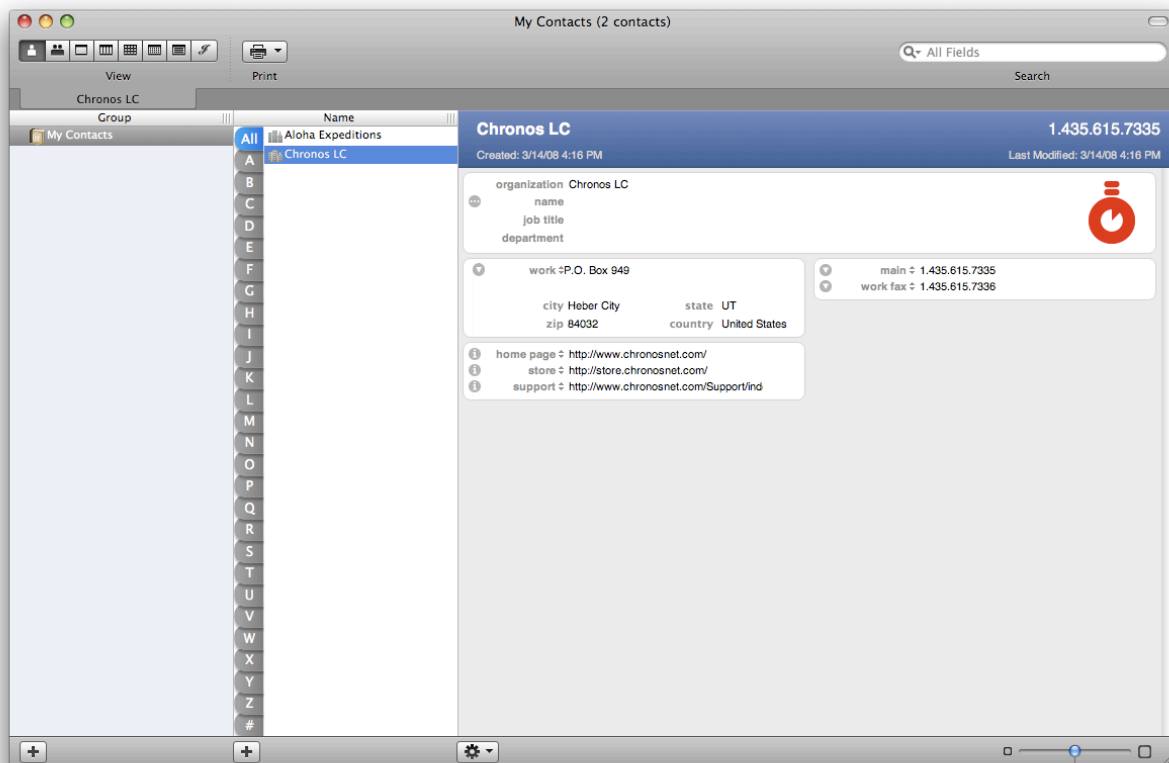 My Contacts (2 contacts)
All Fields
View
Print
Search
Chronos LC
Group
Name
My Contacts
All
A
B
C
D
E
F
G
H
I
J
K
L
M
N
O
P
Q
R
S
T
U
V
W
X
Y
Z
#
Aloha Expeditions
Chronos LC
Chronos LC 1.435.615.7335
Created: 3/14/08 4:16 PM Last Modified: 3/14/08 4:16 PM
organization Chronos LC
name
job title
department
work P.O. Box 949
city Heber City state UT
zip 84032 country United States
main 1.435.615.7335
work fax 1.435.615.7336
home page http://www.chronosnet.com/
store http://store.chronosnet.com/
support http://www.chronosnet.com/Support/ind